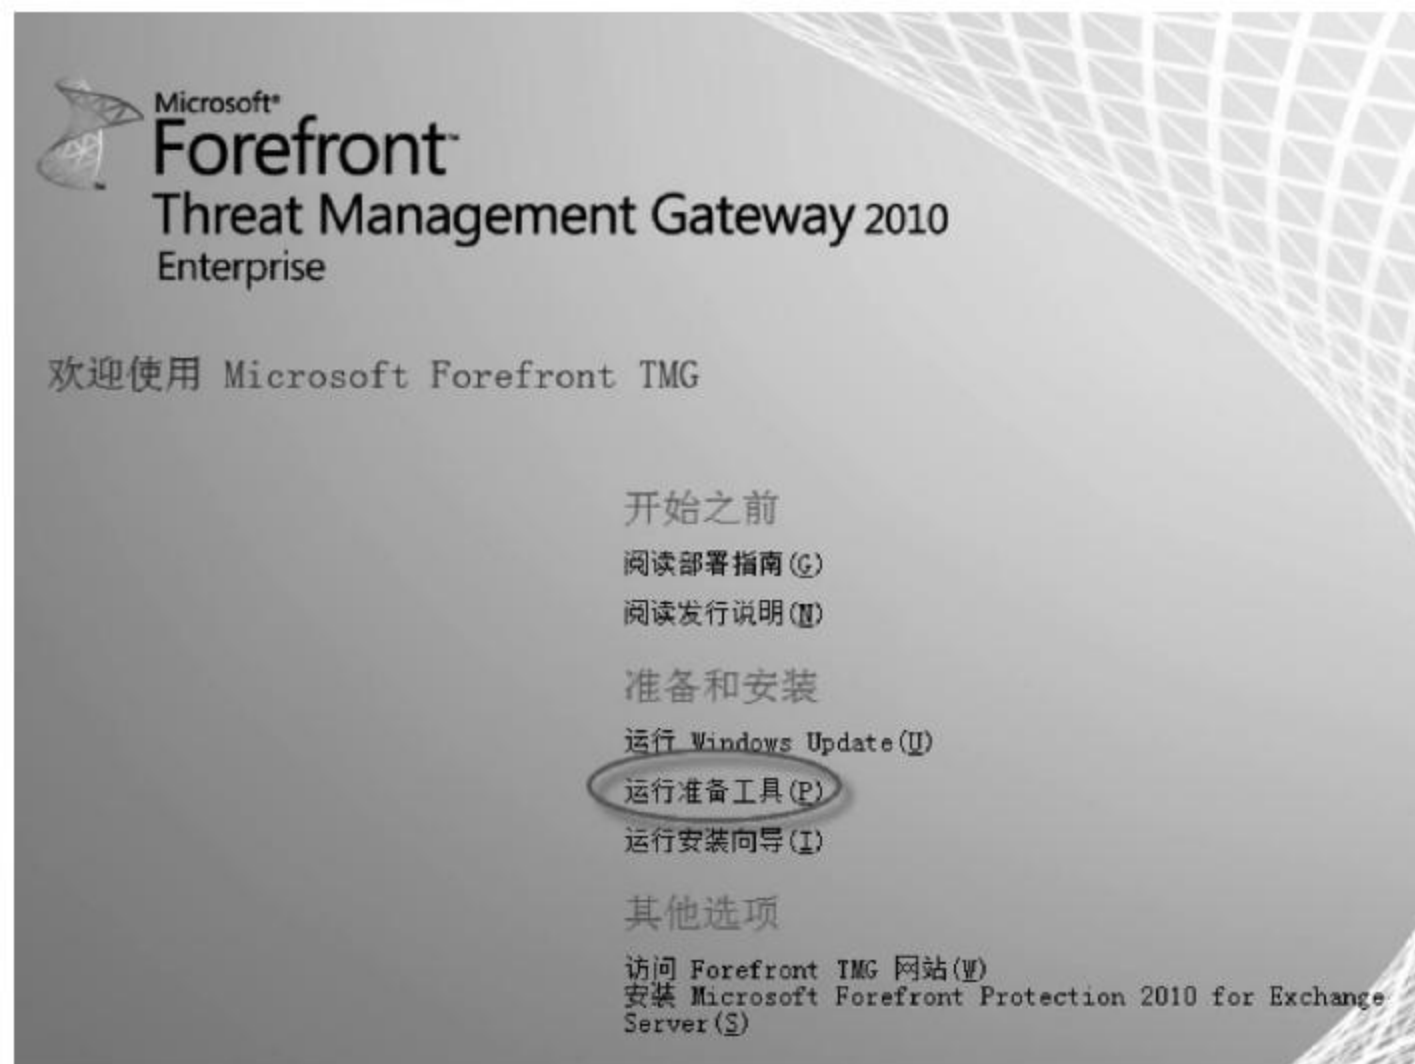 Microsoft®
Forefront™
Threat Management Gateway 2010
Enterprise
欢迎使用 Microsoft Forefront TMG
开始之前
阅读部署指南(G)
阅读发行说明(N)
准备和安装
运行 Windows Update(U)
运行准备工具(P)
运行安装向导(I)
其他选项
访问 Forefront TMG 网站(W)
安装 Microsoft Forefront Protection 2010 for Exchange
Server(S)